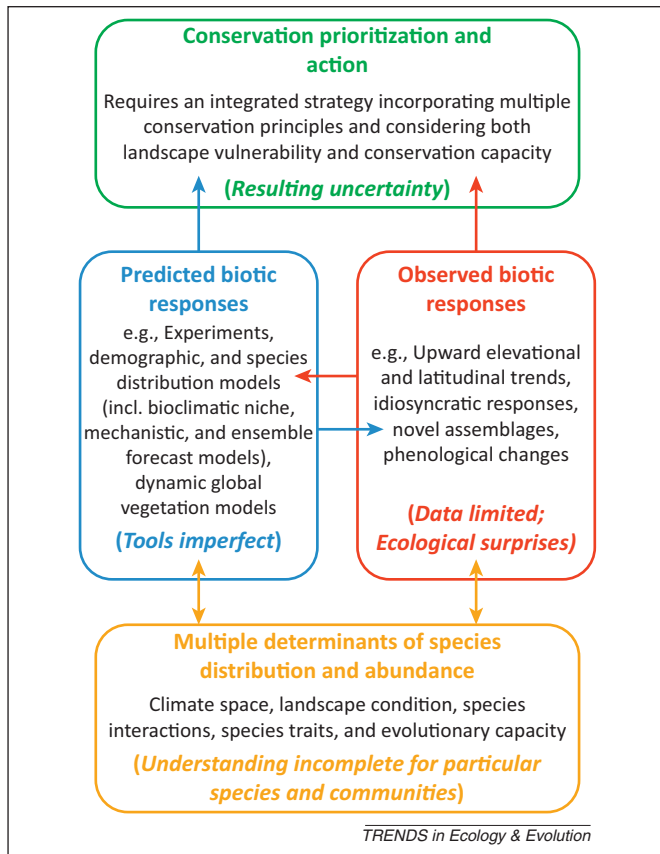 Conservation prioritization and
action
Requires an integrated strategy incorporating multiple
conservation principles and considering both
landscape vulnerability and conservation capacity
(Resulting uncertainty)
Predicted biotic
responses
e.g., Experiments,
demographic, and species
distribution models
(incl. bioclimatic niche,
mechanistic, and ensemble
forecast models),
dynamic global
vegetation models
(Tools imperfect)
Observed biotic
responses
e.g., Upward elevational
and latitudinal trends,
idiosyncratic responses,
novel assemblages,
phenological changes
(Data limited;
Ecological surprises)
Multiple determinants of species
distribution and abundance
Climate space, landscape condition, species
interactions, species traits, and evolutionary capacity
(Understanding incomplete for particular
species and communities)
TRENDS in Ecology & Evolution